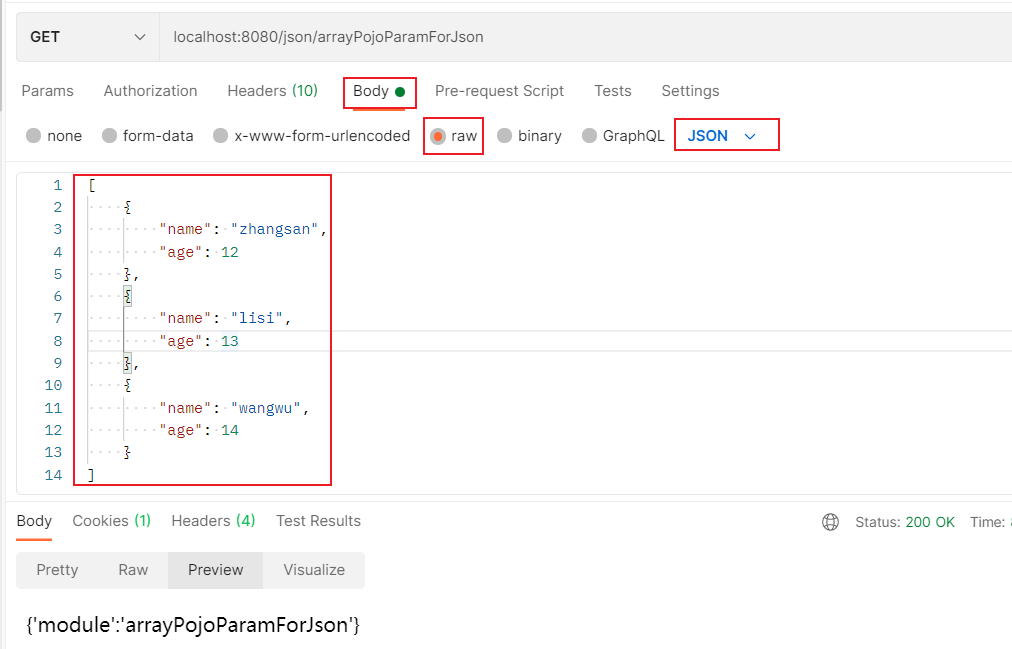 GET localhost:8080/json/arrayPojoParamForJson
Params Authorization Headers (10) Body Pre-request Script Tests Settings
none form-data x-www-form-urlencoded raw binary GraphQL JSON
1 [
2 {
3 "name": "zhangsan",
4 "age": 12
5 },
6 {
7 "name": "lisi",
8 "age": 13
9 },
10 {
11 "name": "wangwu",
12 "age": 14
13 }
14 ]
Body Cookies (1) Headers (4) Test Results Status: 200 OK Time:
Pretty Raw Preview Visualize
{'module':'arrayPojoParamForJson'}